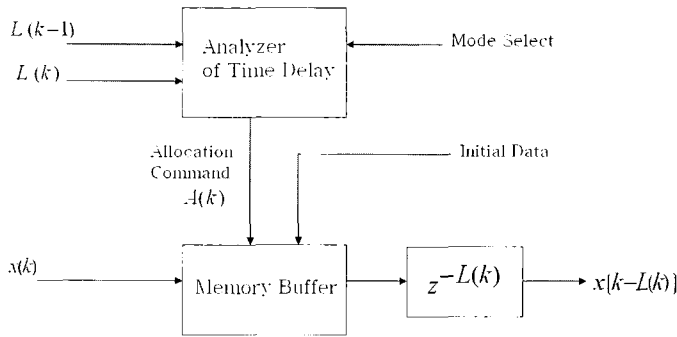 L(k−1)
L(k)
Analyzer
of Time Delay
Mode Select
Allocation
Command
A(k)
Initial Data
x(k)
Memory Buffer
z^{−L(k)}
x{k−L(k)}